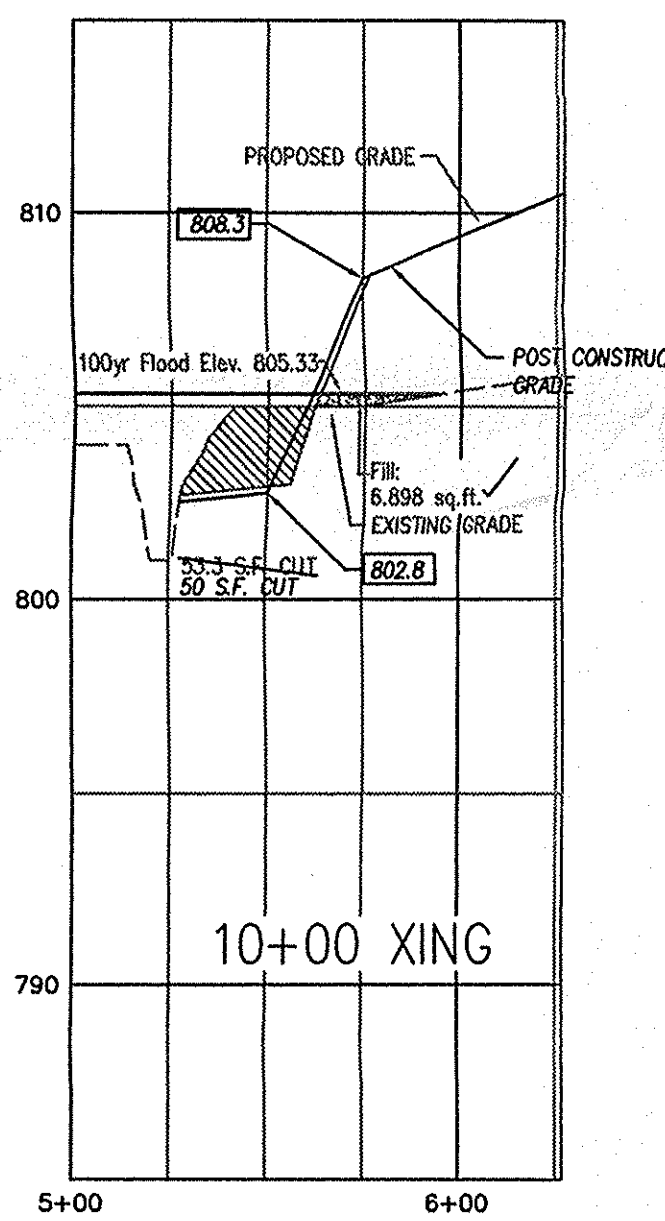 PROPOSED GRADE
810
808.3
100yr Flood Elev. 805.33
POST CONSTRUC
GRADE
Fill:
6.898 sq.ft.
EXISTING GRADE
53.3 S.F. CUT
50 S.F. CUT
802.8
800
10+00 XING
790
5+00
6+00